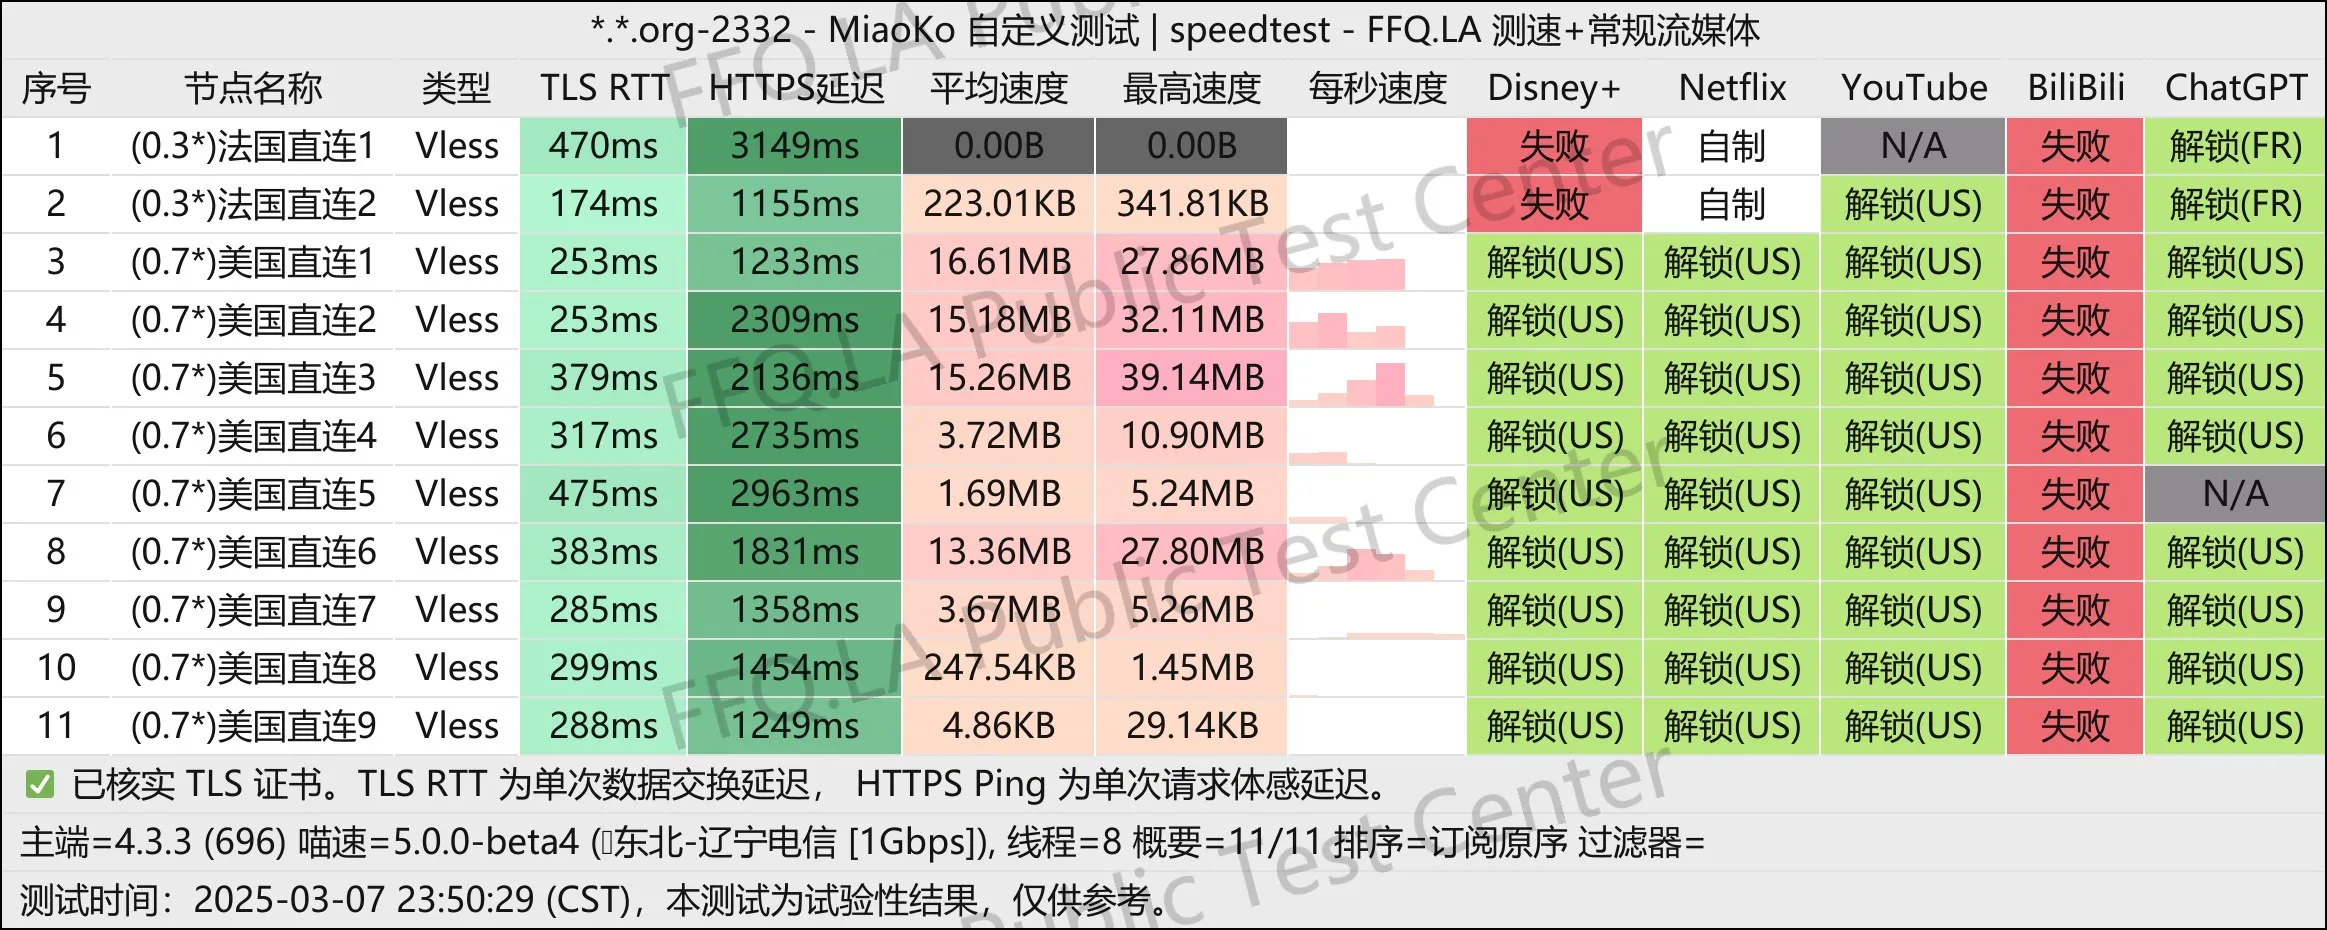 *.*.org-2332 - MiaoKo 自定义测试 | speedtest - FFQ.LA 测速+常规流媒体
序号 节点名称 类型 TLS RTT HTTPS延迟 平均速度 最高速度 每秒速度 Disney+ Netflix YouTube BiliBili ChatGPT
1 (0.3*)法国直连1 Vless 470ms 3149ms 0.00B 0.00B 失败 自制 N/A 失败 解锁(FR)
2 (0.3*)法国直连2 Vless 174ms 1155ms 223.01KB 341.81KB 失败 自制 解锁(US) 失败 解锁(FR)
3 (0.7*)美国直连1 Vless 253ms 1233ms 16.61MB 27.86MB 解锁(US) 解锁(US) 解锁(US) 失败 解锁(US)
4 (0.7*)美国直连2 Vless 253ms 2309ms 15.18MB 32.11MB 解锁(US) 解锁(US) 解锁(US) 失败 解锁(US)
5 (0.7*)美国直连3 Vless 379ms 2136ms 15.26MB 39.14MB 解锁(US) 解锁(US) 解锁(US) 失败 解锁(US)
6 (0.7*)美国直连4 Vless 317ms 2735ms 3.72MB 10.90MB 解锁(US) 解锁(US) 解锁(US) 失败 解锁(US)
7 (0.7*)美国直连5 Vless 475ms 2963ms 1.69MB 5.24MB 解锁(US) 解锁(US) 解锁(US) 失败 N/A
8 (0.7*)美国直连6 Vless 383ms 1831ms 13.36MB 27.80MB 解锁(US) 解锁(US) 解锁(US) 失败 解锁(US)
9 (0.7*)美国直连7 Vless 285ms 1358ms 3.67MB 5.26MB 解锁(US) 解锁(US) 解锁(US) 失败 解锁(US)
10 (0.7*)美国直连8 Vless 299ms 1454ms 247.54KB 1.45MB 解锁(US) 解锁(US) 解锁(US) 失败 解锁(US)
11 (0.7*)美国直连9 Vless 288ms 1249ms 4.86KB 29.14KB 解锁(US) 解锁(US) 解锁(US) 失败 解锁(US)
✅ 已核实 TLS 证书。TLS RTT 为单次数据交换延迟， HTTPS Ping 为单次请求体感延迟。
主端=4.3.3 (696) 喵速=5.0.0-beta4 (东北-辽宁电信 [1Gbps]), 线程=8 概要=11/11 排序=订阅原序 过滤器=
测试时间：2025-03-07 23:50:29 (CST)，本测试为试验性结果，仅供参考。
FFQ.LA Public Test Center
FFQ.LA Public Test Center
FFQ.LA Public Test Center